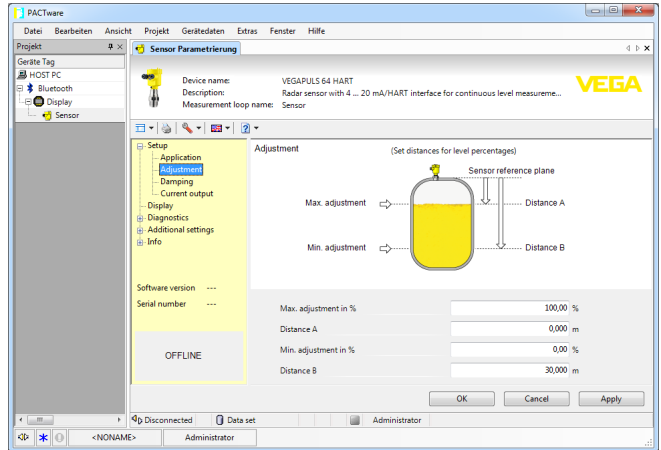 PACTware
Datei Bearbeiten Ansicht Projekt Gerätedaten Extras Fenster Hilfe
Projekt
Sensor Parametrierung
Geräte Tag
HOST PC
Bluetooth
Display
Sensor
Device name: VEGAPULS 64 HART
Description: Radar sensor with 4 ... 20 mA/HART interface for continuous level measureme...
Measurement loop name: Sensor
VEGA
Setup
Application
Adjustment
Damping
Current output
Display
Diagnostics
Additional settings
Info
Software version ---
Serial number ---
OFFLINE
Adjustment
(Set distances for level percentages)
Sensor reference plane
Max. adjustment
Distance A
Min. adjustment
Distance B
Max. adjustment in % 100,00 %
Distance A 0,000 m
Min. adjustment in % 0,00 %
Distance B 30,000 m
OK Cancel Apply
Disconnected Data set Administrator
<NONAME> Administrator